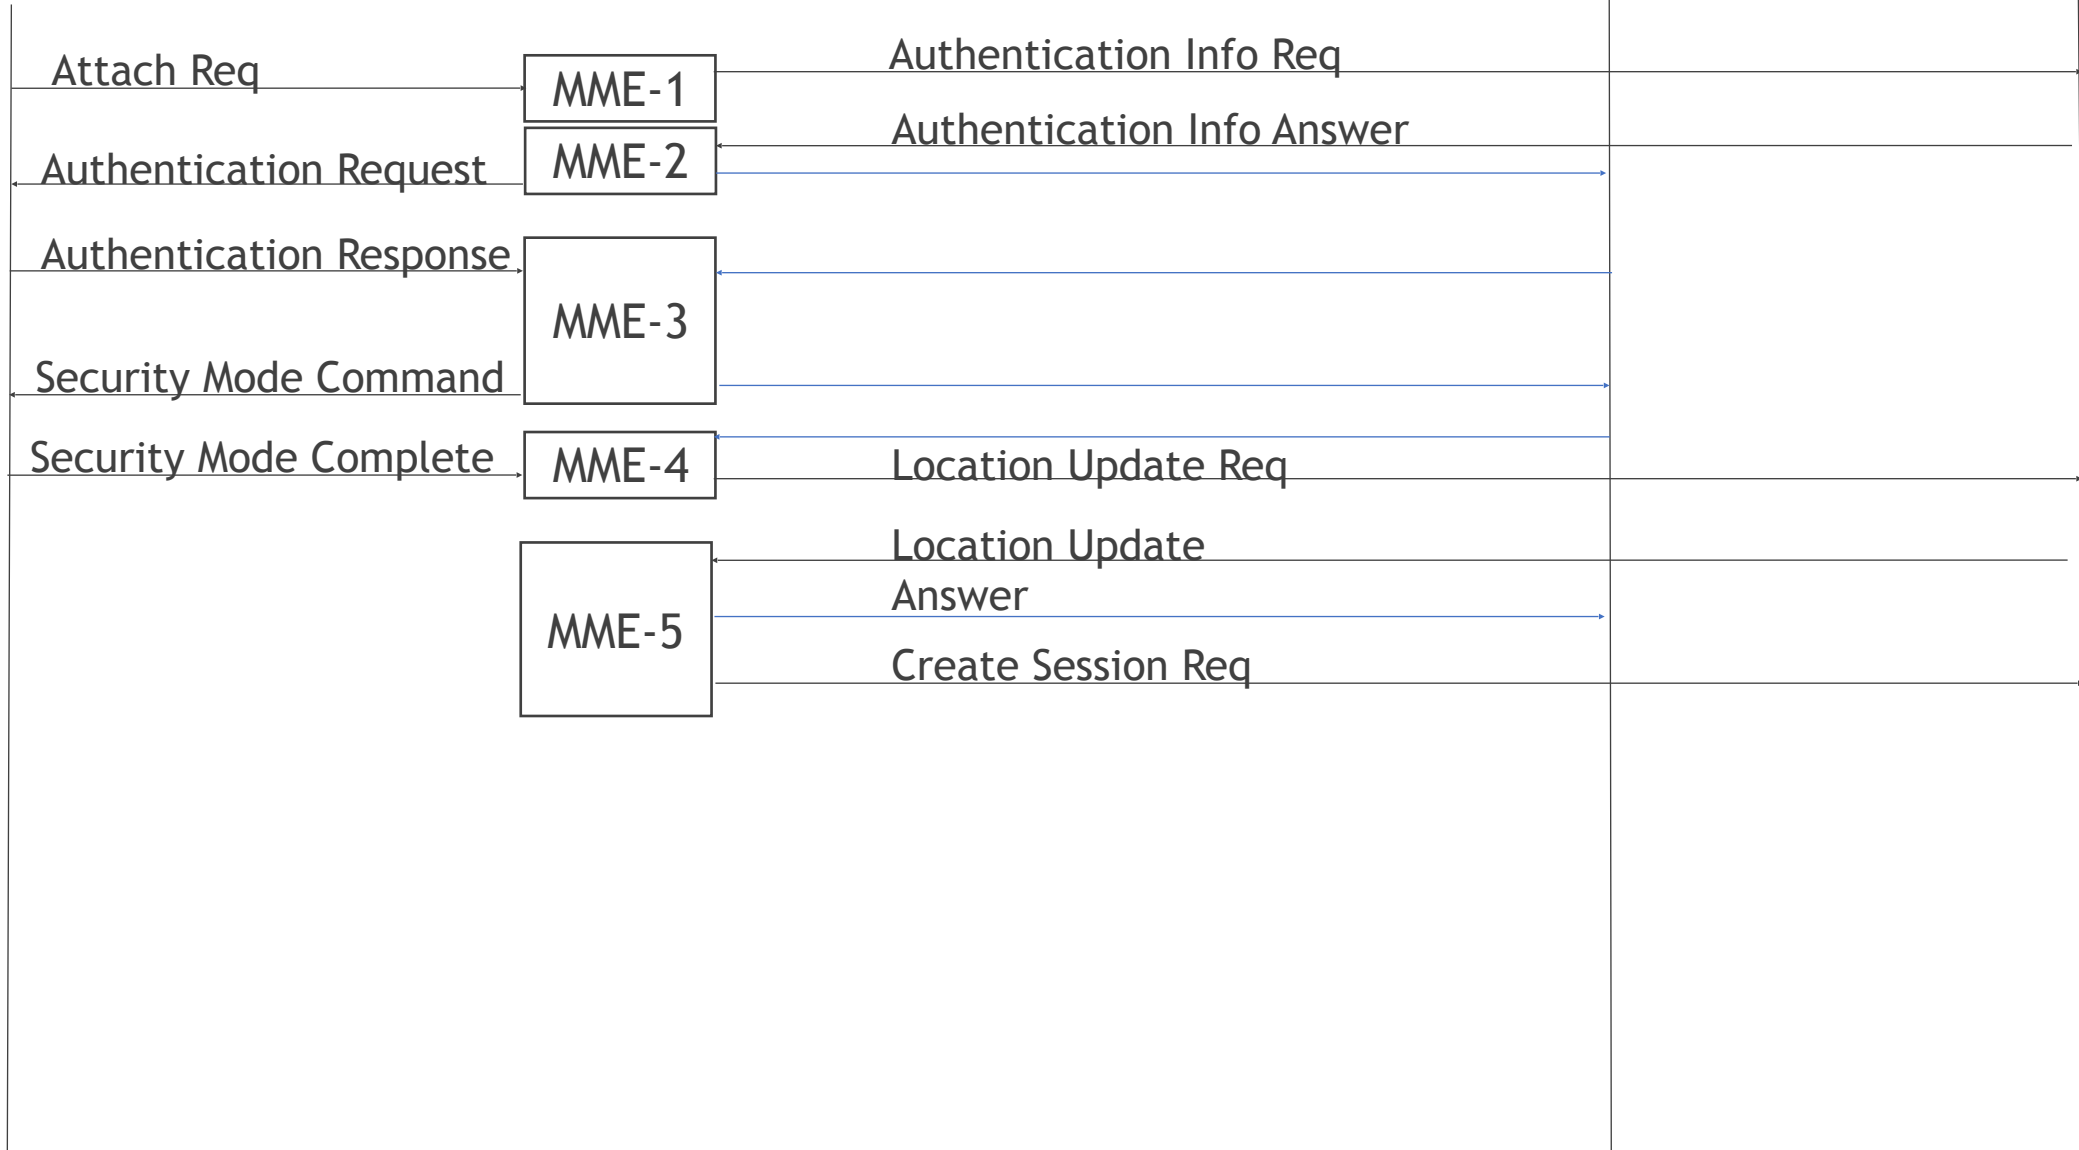 Attach Req
MME-1
Authentication Info Req
Authentication Info Answer
MME-2
Authentication Request
Authentication Response
MME-3
Security Mode Command
Security Mode Complete
MME-4
Location Update Req
Location Update
Answer
MME-5
Create Session Req